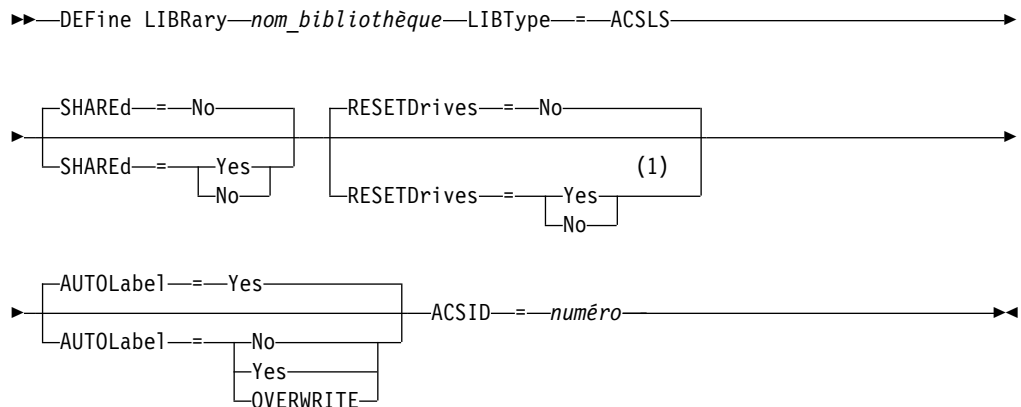 DEFine LIBRary nom_bibliothèque LIBType = ACSLS
SHAREd = No
RESETDrives = No
SHAREd = Yes
No
(1)
RESETDrives = Yes
No
AUTOLabel = Yes
ACSID = numéro
AUTOLabel = No
Yes
OVERWRITE